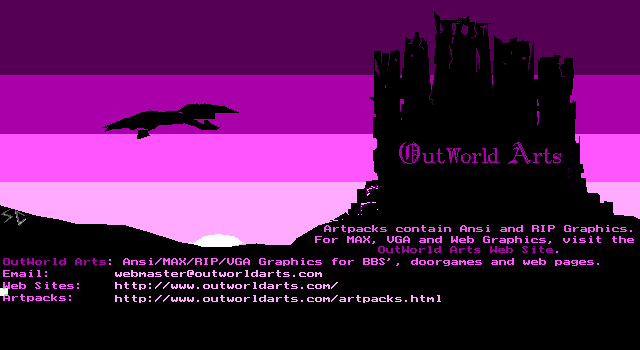 OutWorld Arts
SC
Artpacks contain Ansi and RIP Graphics.
For MAX, VGA and Web Graphics, visit the
OutWorld Arts Web Site.
OutWorld Arts: Ansi/MAX/RIP/VGA Graphics for BBS', doorgames and web pages.
Email: webmaster@outworldarts.com
Web Sites: http://www.outworldarts.com/
Artpacks: http://www.outworldarts.com/artpacks.html